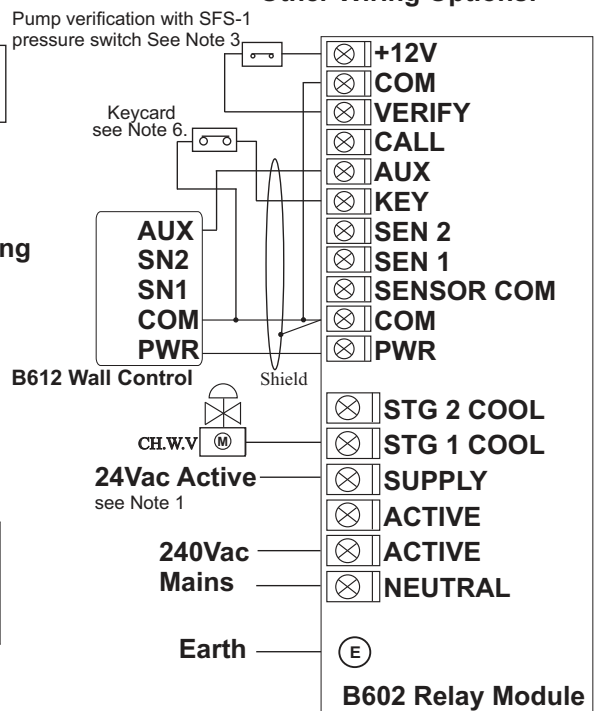 Pump verification with SFS-1
pressure switch See Note 3
+12V
COM
VERIFY
CALL
AUX
KEY
SEN 2
SEN 1
SENSOR COM
COM
PWR
Keycard
see Note 6.
ng
AUX
SN2
SN1
COM
PWR
B612 Wall Control
Shield
STG 2 COOL
STG 1 COOL
SUPPLY
ACTIVE
ACTIVE
NEUTRAL
CH.W.V
M
24Vac Active
see Note 1
240Vac
Mains
Earth
E
B602 Relay Module